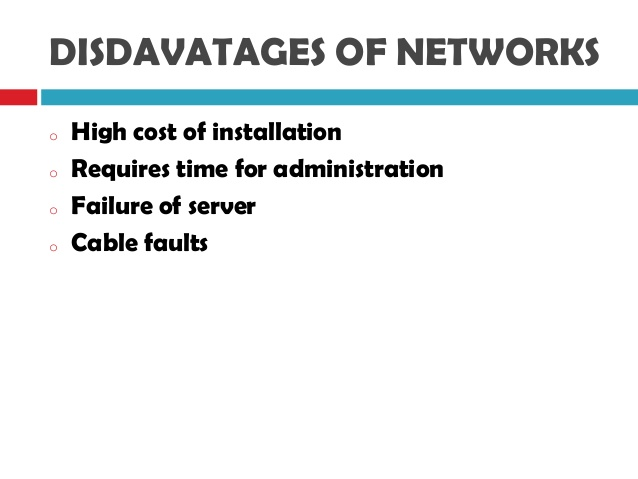 DISDAVATAGES OF NETWORKS
High cost of installation
Requires time for administration
Failure of server
Cable faults